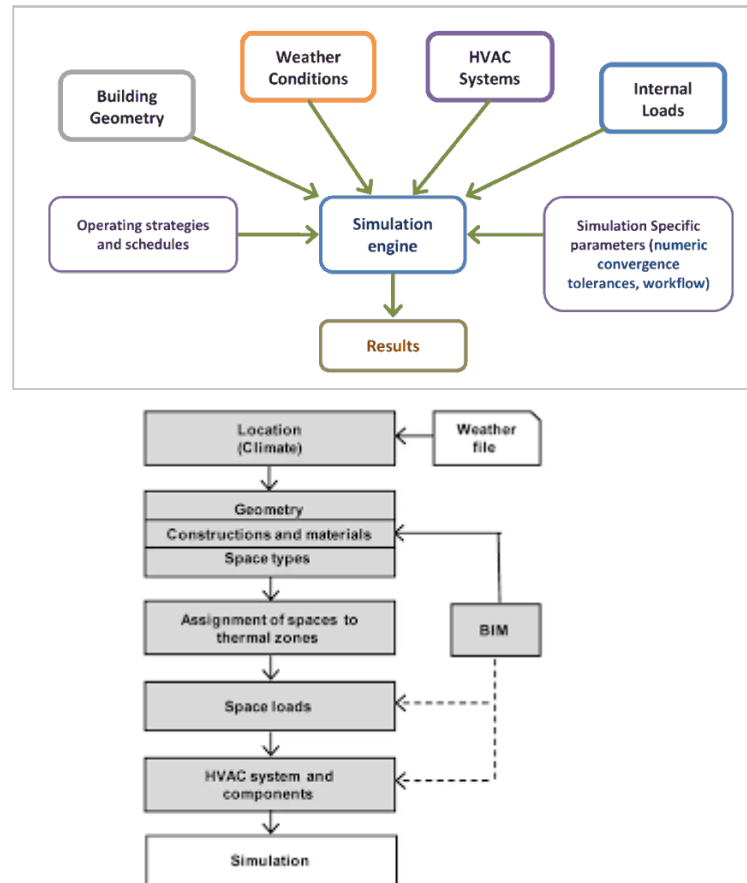 Weather
Conditions
HVAC
Systems
Building
Geometry
Internal
Loads
Operating strategies
and schedules
Simulation
engine
Simulation Specific
parameters (numeric
convergence
tolerances, workflow)
Results
Location
(Climate)
Weather
file
Geometry
Constructions and materials
Space types
Assignment of spaces to
thermal zones
BIM
Space loads
HVAC system and
components
Simulation